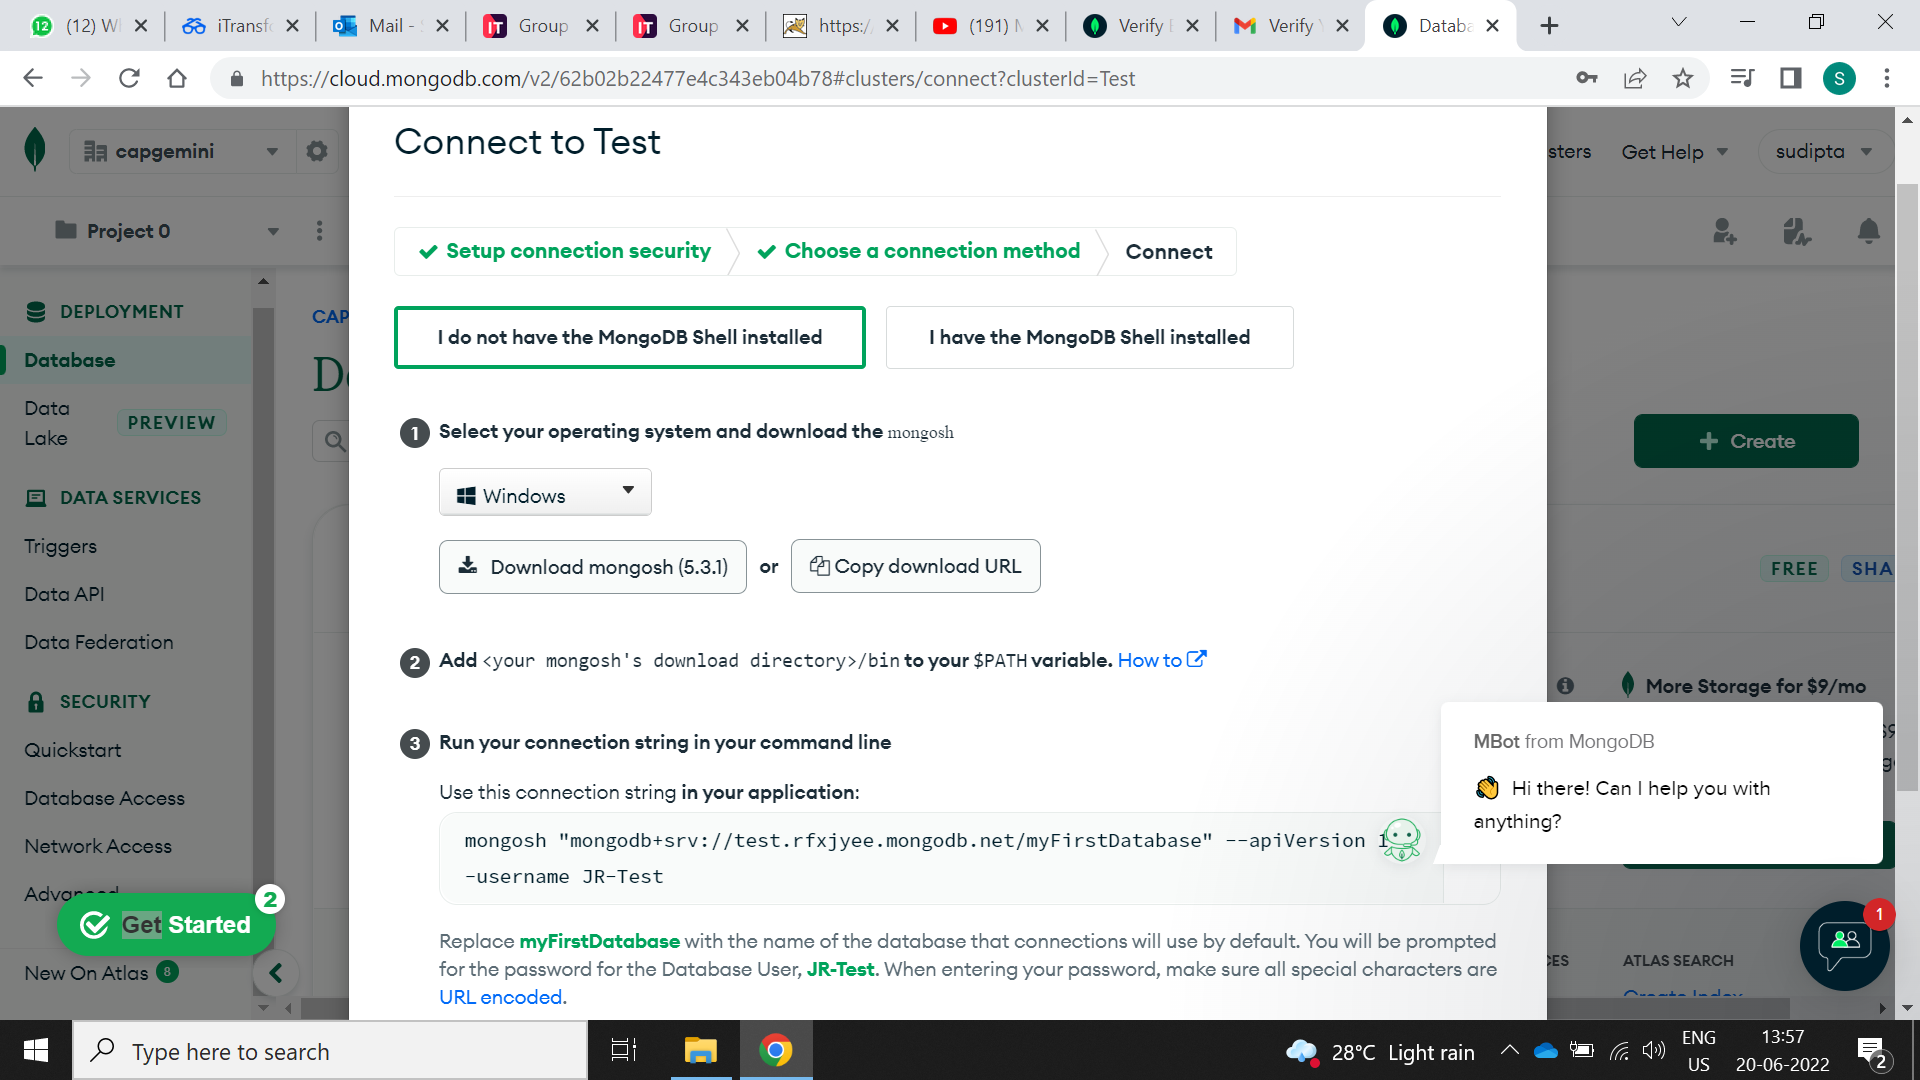 12
(12) W
iTransf
Mail -
IT
Group
IT
Group
https:/
(191)
Verify
Verify
Databa
https://cloud.mongodb.com/v2/62b02b22477e4c343eb04b78#clusters/connect?clusterId=Test
S
capgemini
sters
Get Help
sudipta
Project 0
DEPLOYMENT
Database
Data Lake
PREVIEW
DATA SERVICES
Triggers
Data API
Data Federation
SECURITY
Quickstart
Database Access
Network Access
Advanced
Get Started
2
New On Atlas
8
CAP
Connect to Test
Setup connection security
Choose a connection method
Connect
I do not have the MongoDB Shell installed
I have the MongoDB Shell installed
1 Select your operating system and download the mongosh
Windows
Download mongosh (5.3.1)
or
Copy download URL
2 Add <your mongosh's download directory>/bin to your $PATH variable. How to
3 Run your connection string in your command line
Use this connection string in your application:
mongosh "mongodb+srv://test.rfxjyee.mongodb.net/myFirstDatabase" --apiVersion 1
-username JR-Test
Replace myFirstDatabase with the name of the database that connections will use by default. You will be prompted
for the password for the Database User, JR-Test. When entering your password, make sure all special characters are
URL encoded.
+ Create
FREE
SHA
More Storage for $9/mo
MBot from MongoDB
Hi there! Can I help you with
anything?
1
CES
ATLAS SEARCH
Create Index
Type here to search
28°C Light rain
ENG
US
13:57
20-06-2022
2